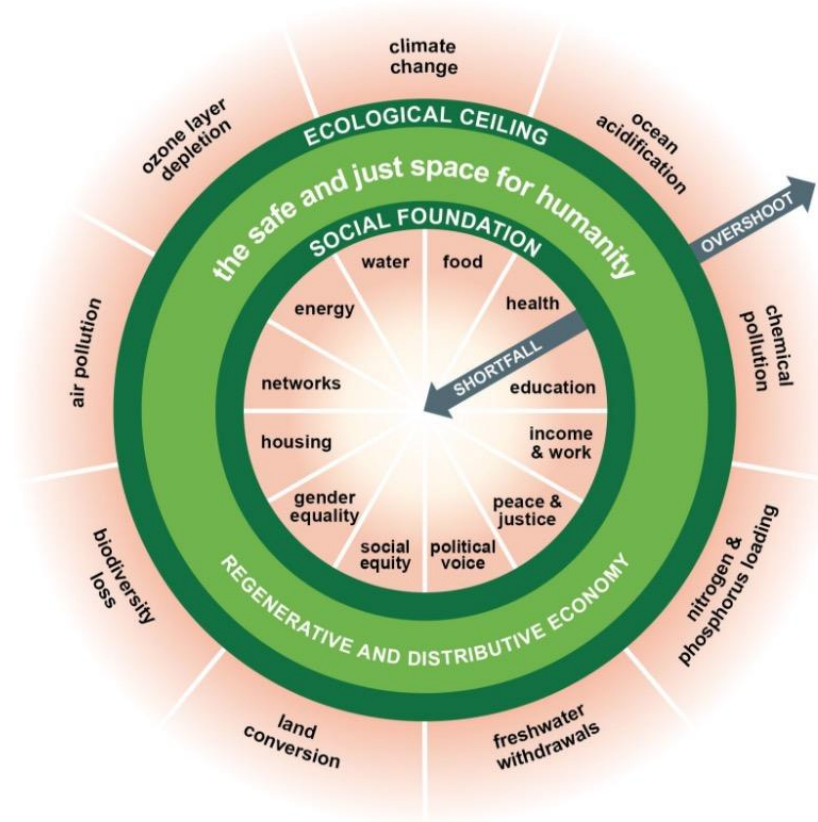 climate
change
ocean
acidification
chemical
pollution
nitrogen &
phosphorus loading
freshwater
withdrawals
land
conversion
biodiversity
loss
air pollution
ozone layer
depletion
ECOLOGICAL CEILING
OVERSHOOT
the safe and just space for humanity
SOCIAL FOUNDATION
water
food
health
SHORTFALL
education
income
& work
peace &
justice
political
voice
social
equity
gender
equality
housing
networks
energy
REGENERATIVE AND DISTRIBUTIVE ECONOMY